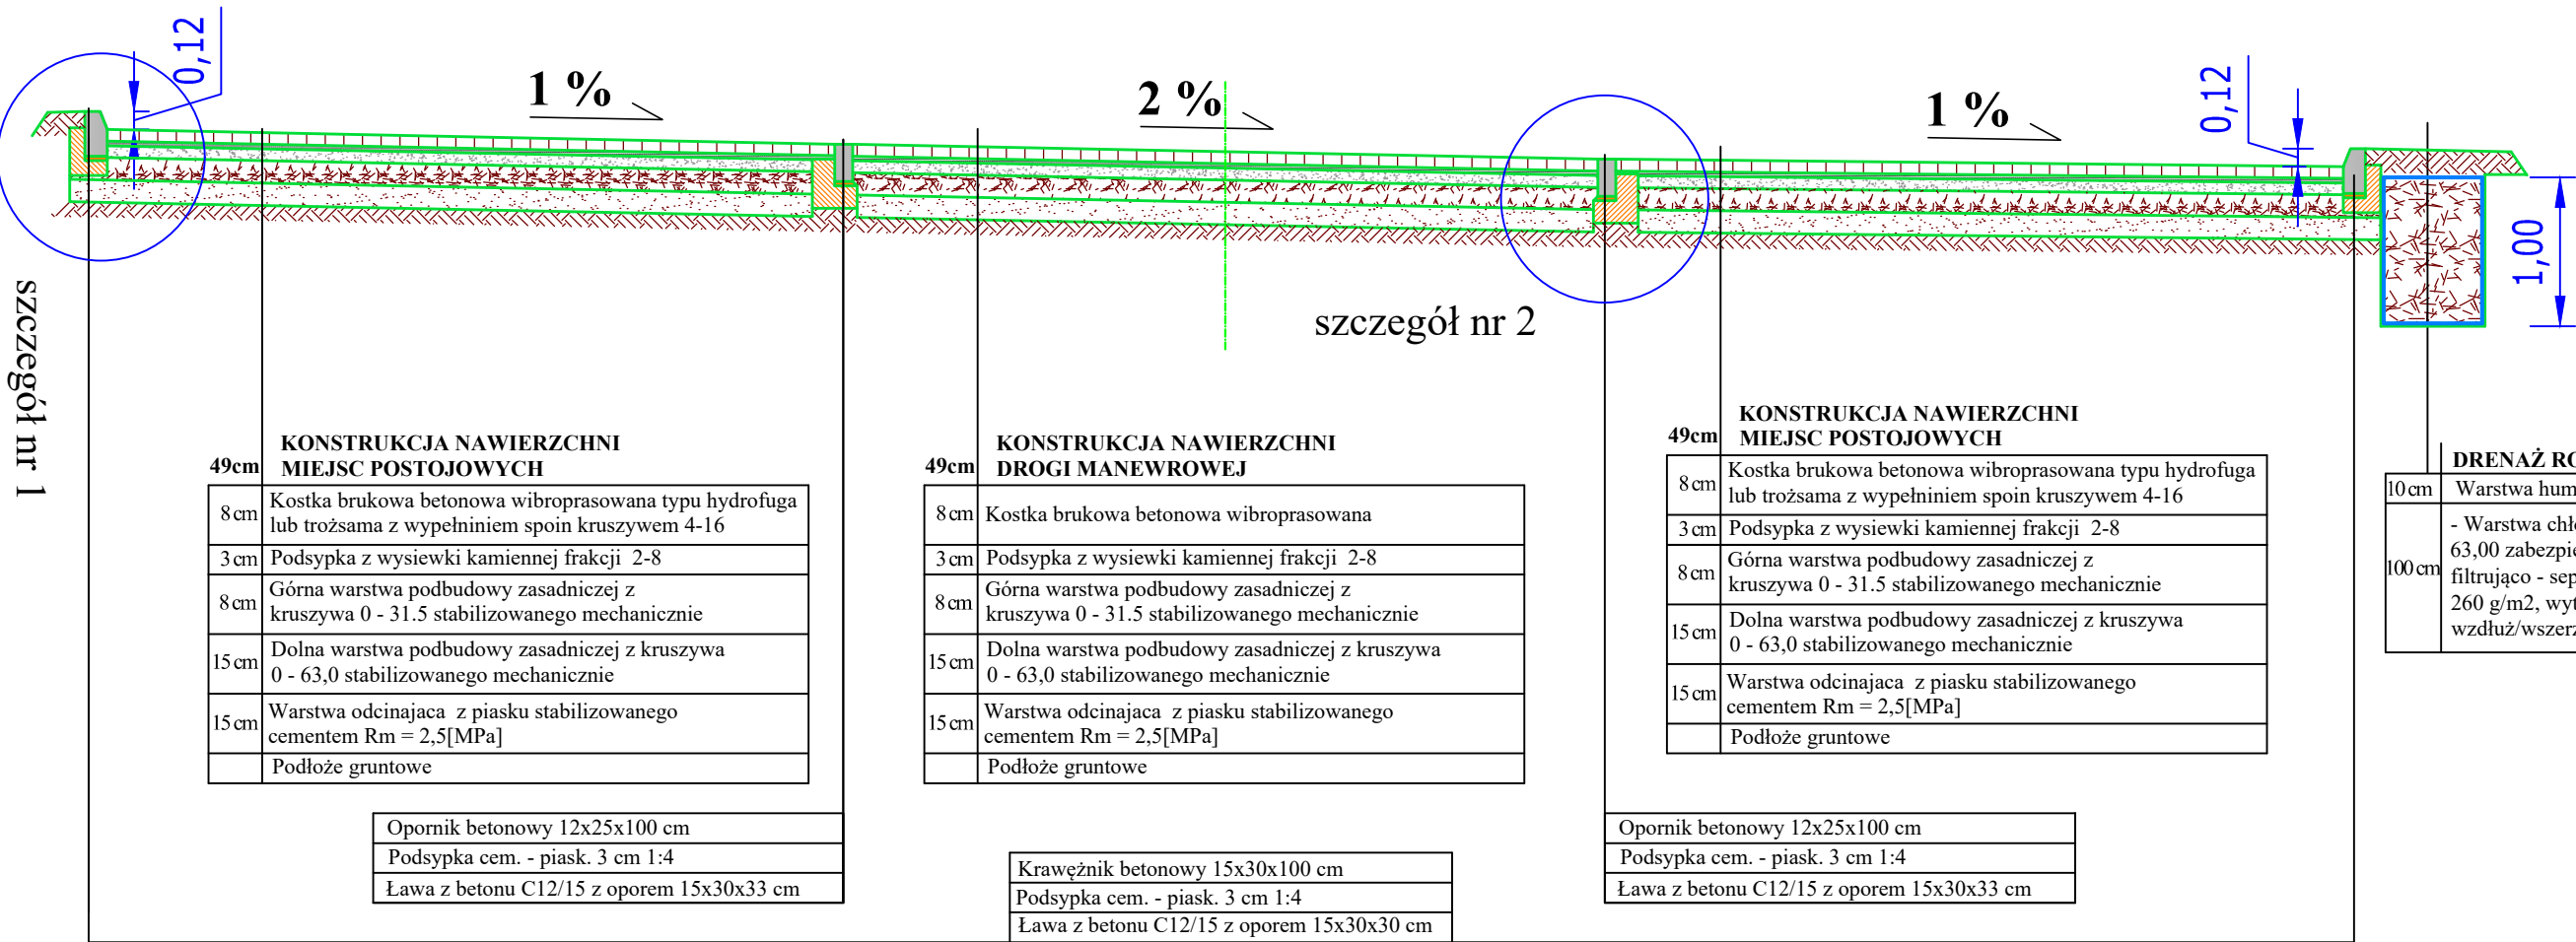 0,12
1 %
2 %
1 %
0,12
1,00
szczegół nr 1
szczegół nr 2
49cm
KONSTRUKCJA NAWIERZCHNI
MIEJSC POSTOJOWYCH
8cm
Kostka brukowa betonowa wibroprasowana typu hydrofuga
lub trożsama z wypełniniem spoin kruszywem 4-16
3cm
Podsypka z wysiewki kamiennej frakcji 2-8
8cm
Górna warstwa podbudowy zasadniczej z
kruszywa 0 - 31.5 stabilizowanego mechanicznie
15cm
Dolna warstwa podbudowy zasadniczej z kruszywa
0 - 63,0 stabilizowanego mechanicznie
15cm
Warstwa odcinajaca z piasku stabilizowanego
cementem Rm = 2,5[MPa]
Podłoże gruntowe
49cm
KONSTRUKCJA NAWIERZCHNI
DROGI MANEWROWEJ
8cm
Kostka brukowa betonowa wibroprasowana
3cm
Podsypka z wysiewki kamiennej frakcji 2-8
8cm
Górna warstwa podbudowy zasadniczej z
kruszywa 0 - 31.5 stabilizowanego mechanicznie
15cm
Dolna warstwa podbudowy zasadniczej z kruszywa
0 - 63,0 stabilizowanego mechanicznie
15cm
Warstwa odcinajaca z piasku stabilizowanego
cementem Rm = 2,5[MPa]
Podłoże gruntowe
49cm
KONSTRUKCJA NAWIERZCHNI
MIEJSC POSTOJOWYCH
8cm
Kostka brukowa betonowa wibroprasowana typu hydrofuga
lub trożsama z wypełniniem spoin kruszywem 4-16
3cm
Podsypka z wysiewki kamiennej frakcji 2-8
8cm
Górna warstwa podbudowy zasadniczej z
kruszywa 0 - 31.5 stabilizowanego mechanicznie
15cm
Dolna warstwa podbudowy zasadniczej z kruszywa
0 - 63,0 stabilizowanego mechanicznie
15cm
Warstwa odcinajaca z piasku stabilizowanego
cementem Rm = 2,5[MPa]
Podłoże gruntowe
DRENAŻ
10cm
Warstwa
100cm
- Warstwa
63,00
filtrująco -
260 g/m2,
Opornik betonowy 12x25x100 cm
Podsypka cem. - piask. 3 cm 1:4
Ława z betonu C12/15 z oporem 15x30x33 cm
Krawężnik betonowy 15x30x100 cm
Podsypka cem. - piask. 3 cm 1:4
Ława z betonu C12/15 z oporem 15x30x30 cm
Opornik betonowy 12x25x100 cm
Podsypka cem. - piask. 3 cm 1:4
Ława z betonu C12/15 z oporem 15x30x33 cm